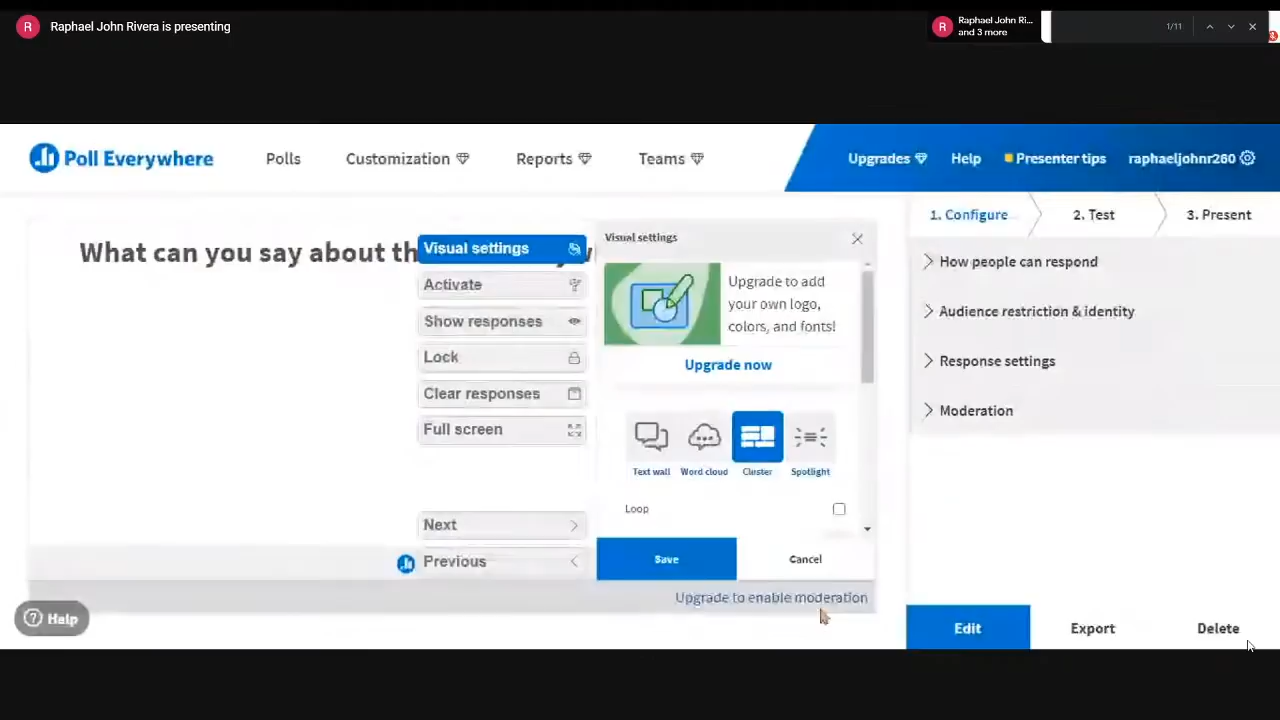 R Raphael John Rivera is presenting
R Raphael John Ri...
and 3 more
1/11
Poll Everywhere
Polls
Customization
Reports
Teams
Upgrades
Help
Presenter tips
raphaeljohnr260
What can you say about th
Visual settings
Activate
Show responses
Lock
Clear responses
Full screen
Next
Previous
Visual settings
Upgrade to add
your own logo,
colors, and fonts!
Upgrade now
Text wall
Word cloud
Cluster
Spotlight
Loop
Save
Cancel
Upgrade to enable moderation
1. Configure
2. Test
3. Present
How people can respond
Audience restriction & identity
Response settings
Moderation
Edit
Export
Delete
? Help